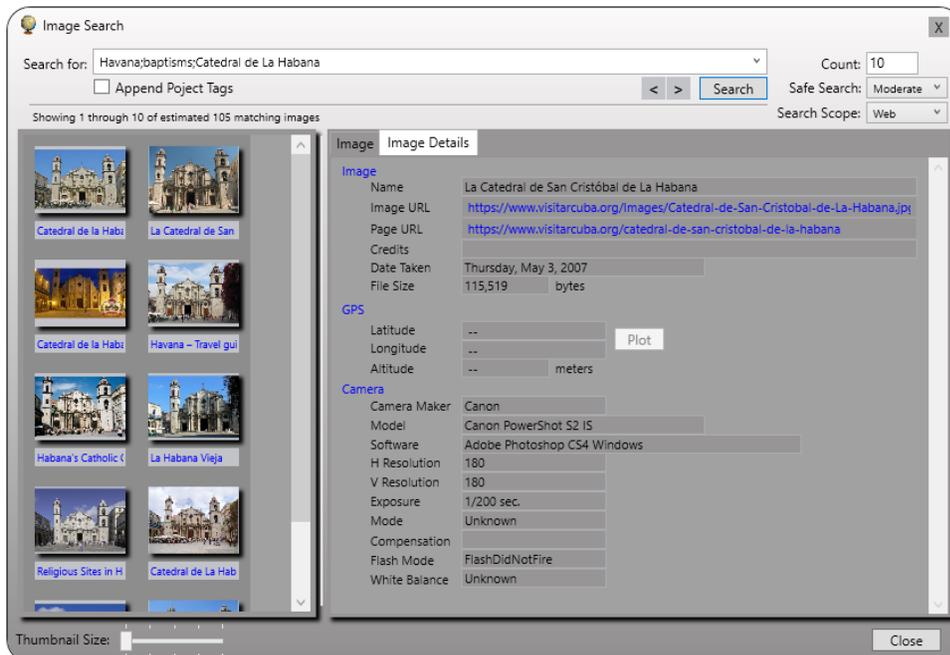 Image Search
X
Search for: Havana;baptisms;Catedral de La Habana
Count: 10
Append Poject Tags
< > Search
Safe Search: Moderate
Search Scope: Web
Showing 1 through 10 of estimated 105 matching images
Catedral de la Haba
La Catedral de San
Catedral de la Haba
Havana – Travel gui
Habana's Catholic (
La Habana Vieja
Religious Sites in H
Catedral de La Hab
Image Image Details
Image
Name La Catedral de San Cristóbal de La Habana
Image URL https://www.visitarcuba.org/Images/Catedral-de-San-Cristobal-de-La-Habana.jpg
Page URL https://www.visitarcuba.org/catedral-de-san-cristobal-de-la-habana
Credits
Date Taken Thursday, May 3, 2007
File Size 115,519 bytes
GPS
Latitude --
Longitude --
Plot
Altitude -- meters
Camera
Camera Maker Canon
Model Canon PowerShot S2 IS
Software Adobe Photoshop CS4 Windows
H Resolution 180
V Resolution 180
Exposure 1/200 sec.
Mode Unknown
Compensation
Flash Mode FlashDidNotFire
White Balance Unknown
Thumbnail Size:
Close